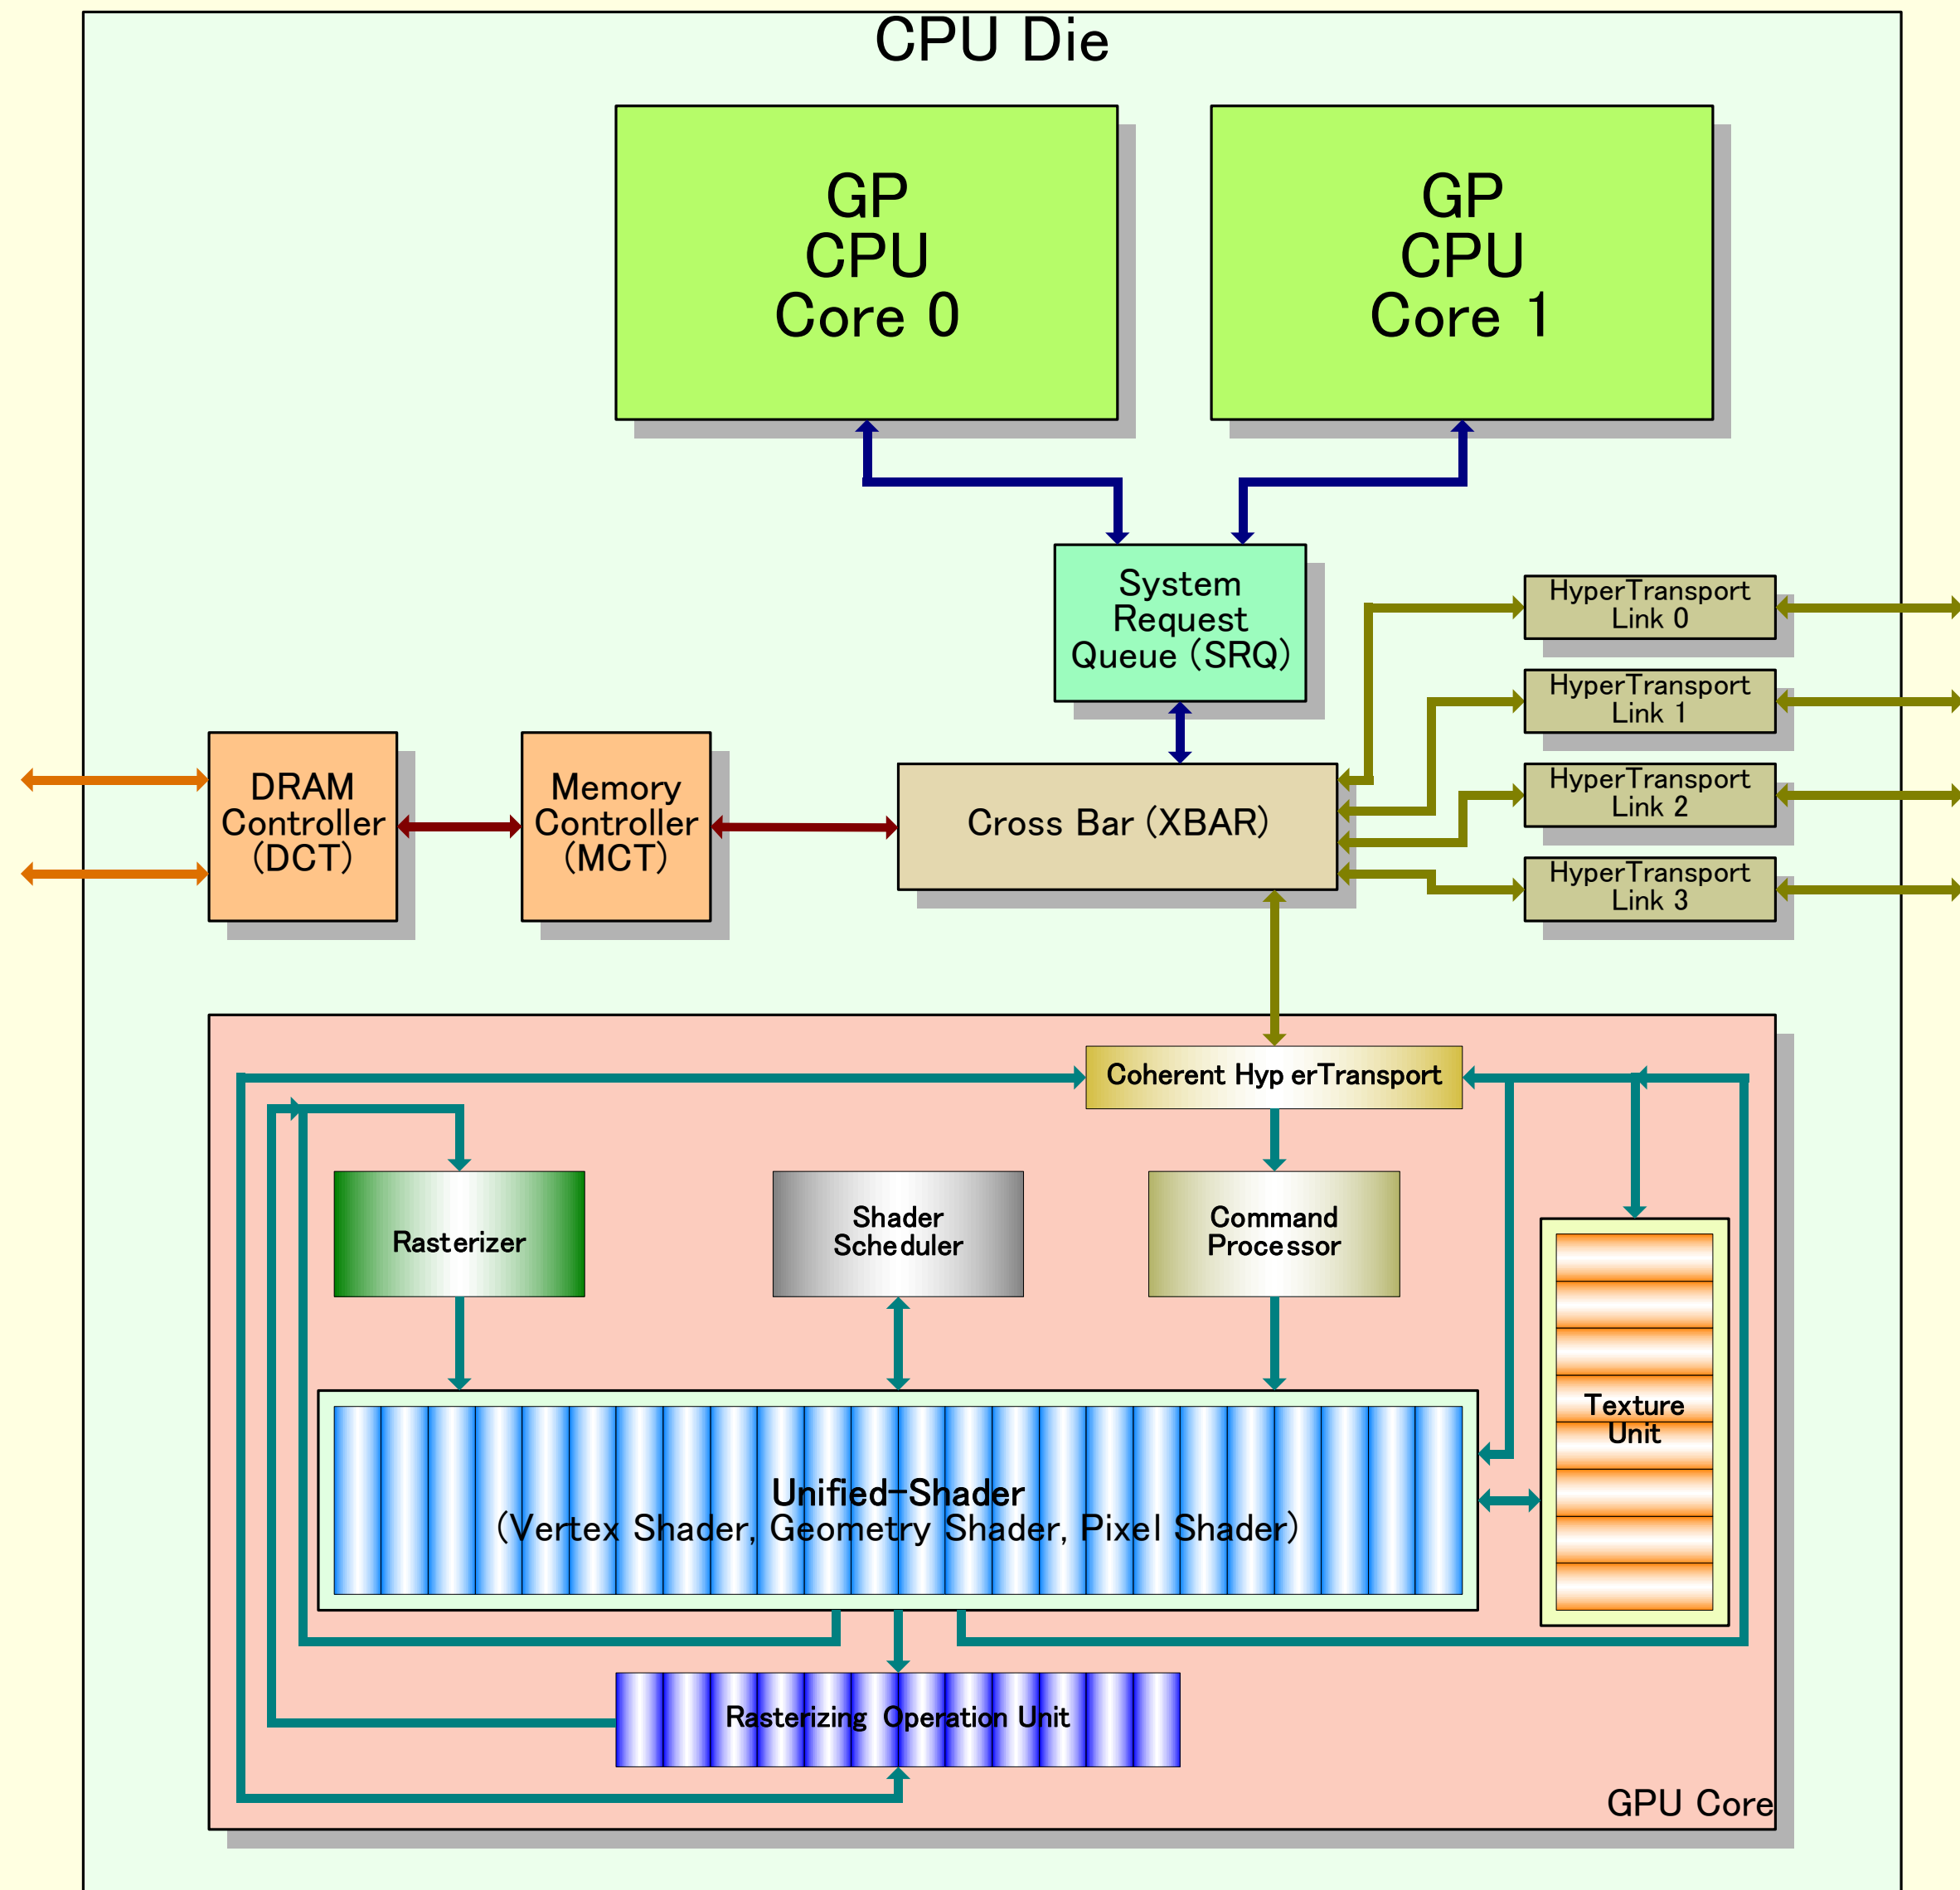 CPU Die
GP
CPU
Core 0
GP
CPU
Core 1
System
Request
Queue (SRQ)
HyperTransport
Link 0
HyperTransport
Link 1
HyperTransport
Link 2
HyperTransport
Link 3
DRAM
Controller
(DCT)
Memory
Controller
(MCT)
Cross Bar (XBAR)
Coherent HyperTransport
Rasterizer
Shader
Scheduler
Command
Processor
Texture
Unit
Unified-Shader
(Vertex Shader, Geometry Shader, Pixel Shader)
Rasterizing Operation Unit
GPU Core